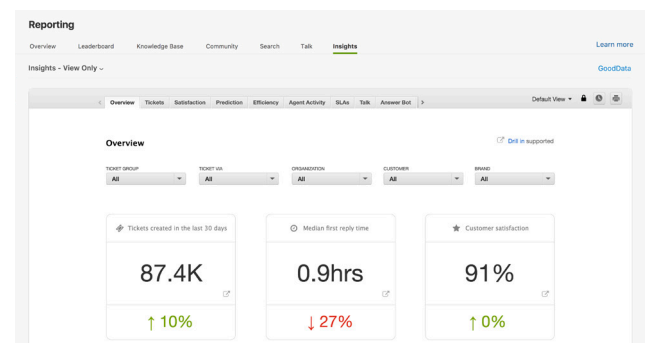 Reporting
Overview Leaderboard Knowledge Base Community Search Talk Insights Learn more
Insights - View Only GoodData
Overview Tickets Satisfaction Prediction Efficiency Agent Activity SLAs Talk Answer Bot > Default View
Overview Drill in supported
TICKET GROUP TICKET VIA ORGANIZATION CUSTOMER BRAND
All All All All All
Tickets created in the last 30 days Median first reply time Customer satisfaction
87.4K 0.9hrs 91%
↑ 10% ↓ 27% ↑ 0%